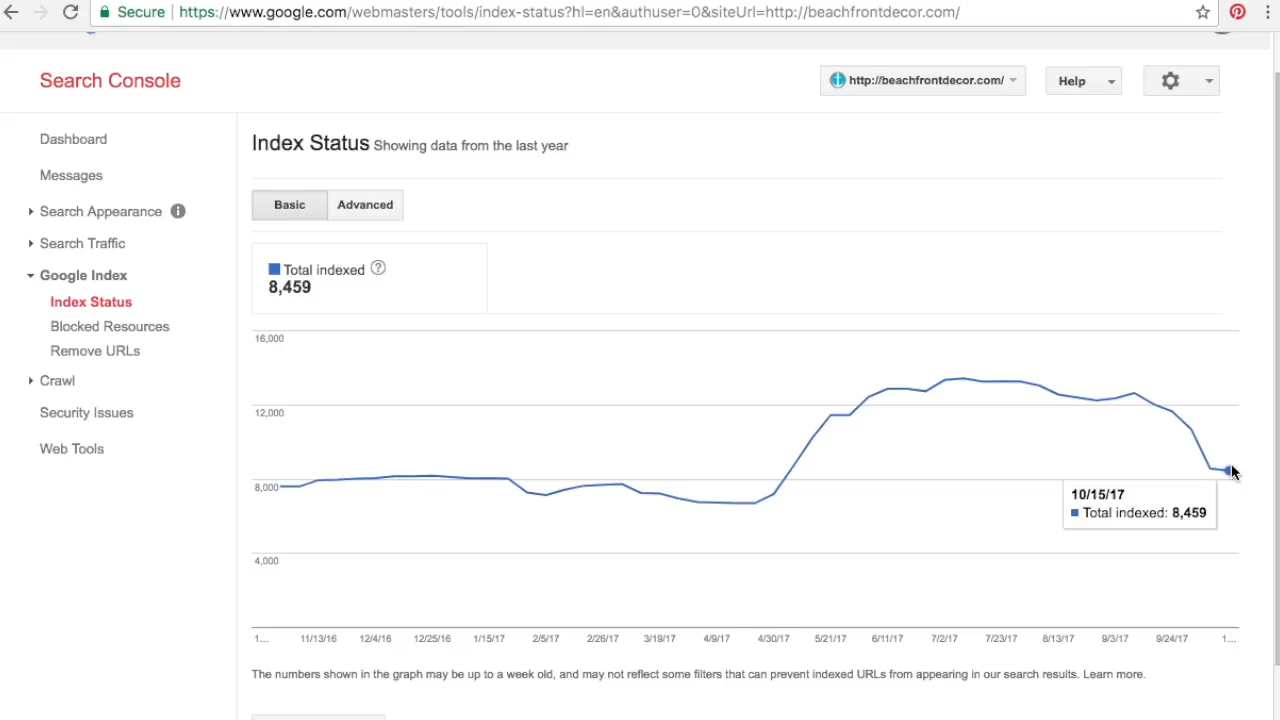 Secure https://www.google.com/webmasters/tools/index-status?hl=en&authuser=0&siteUrl=http://beachfrontdecor.com/
Search Console
http://beachfrontdecor.com/
Help
Dashboard
Messages
Search Appearance
Search Traffic
Google Index
Index Status
Blocked Resources
Remove URLs
Crawl
Security Issues
Web Tools
Index Status Showing data from the last year
Basic Advanced
Total indexed ?
8,459
16,000
12,000
8,000
4,000
10/15/17
Total indexed: 8,459
1... 11/13/16 12/4/16 12/25/16 1/15/17 2/5/17 2/26/17 3/19/17 4/9/17 4/30/17 5/21/17 6/11/17 7/2/17 7/23/17 8/13/17 9/3/17 9/24/17 1...
The numbers shown in the graph may be up to a week old, and may not reflect some filters that can prevent indexed URLs from appearing in our search results. Learn more.